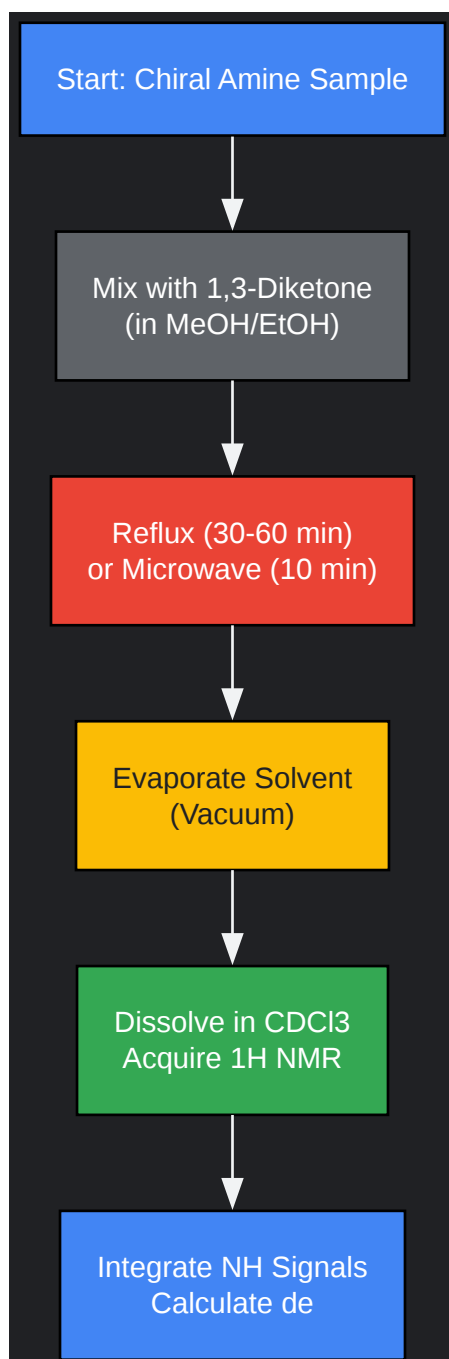 Start: Chiral Amine Sample
Mix with 1,3-Diketone
(in MeOH/EtOH)
Reflux (30-60 min)
or Microwave (10 min)
Evaporate Solvent
(Vacuum)
Dissolve in CDCl3
Acquire 1H NMR
Integrate NH Signals
Calculate de